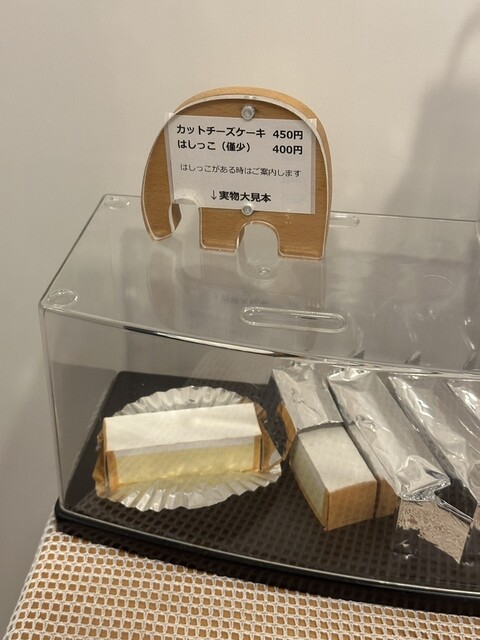 カットチーズケーキ 450円
はしっこ（僅少） 400円
はしっこがある時はご案内します
↓実物大見本